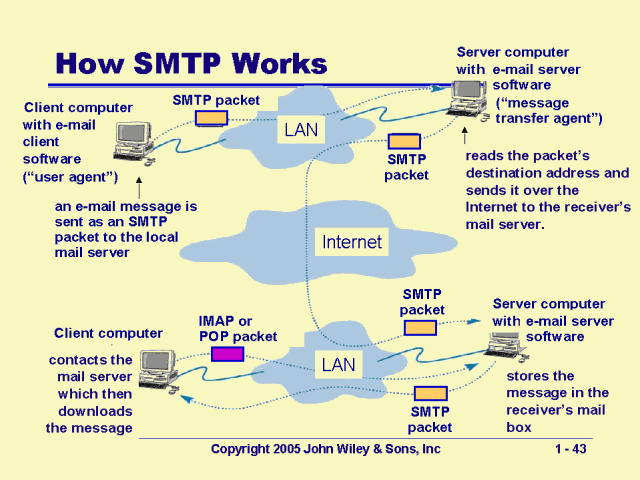 How SMTP Works
Server computer
with e-mail server
software
(“message
transfer agent”)
Client computer
with e-mail
client
software
(“user agent”)
SMTP packet
LAN
SMTP
packet
reads the packet’s
destination address and
sends it over the
Internet to the receiver’s
mail server.
an e-mail message is
sent as an SMTP
packet to the local
mail server
Internet
SMTP
packet
Server computer
with e-mail server
software
IMAP or
POP packet
Client computer
LAN
contacts the
mail server
which then
downloads
the message
stores the
message in the
receiver’s mail
box
SMTP
packet
Copyright 2005 John Wiley & Sons, Inc
1 - 43